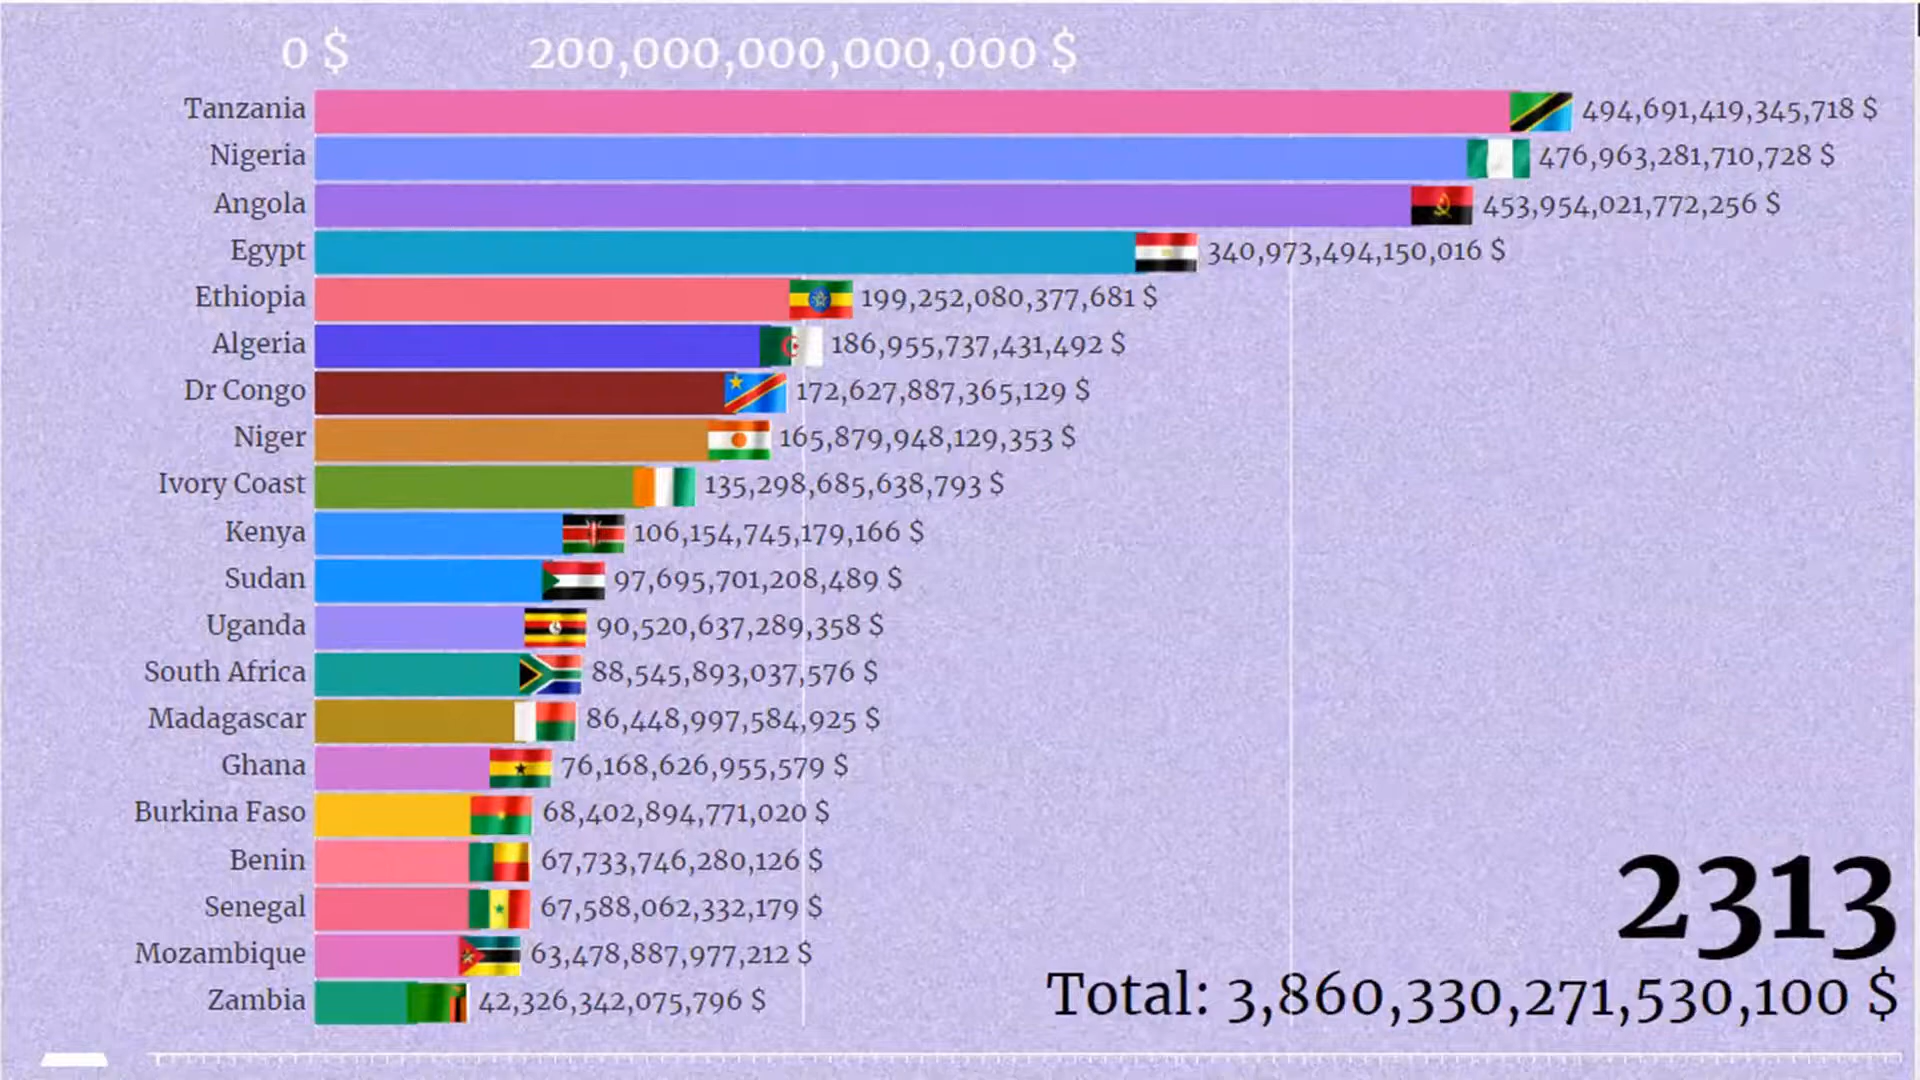 0 $ 200,000,000,000,000 $
Tanzania 494,691,419,345,718 $
Nigeria 476,963,281,710,728 $
Angola 453,954,021,772,256 $
Egypt 340,973,494,150,016 $
Ethiopia 199,252,080,377,681 $
Algeria 186,955,737,431,492 $
Dr Congo 172,627,887,365,129 $
Niger 165,879,948,129,353 $
Ivory Coast 135,298,685,638,793 $
Kenya 106,154,745,179,166 $
Sudan 97,695,701,208,489 $
Uganda 90,520,637,289,358 $
South Africa 88,545,893,037,576 $
Madagascar 86,448,997,584,925 $
Ghana 76,168,626,955,579 $
Burkina Faso 68,402,894,771,020 $
Benin 67,733,746,280,126 $
Senegal 67,588,062,332,179 $
Mozambique 63,478,887,977,212 $
Zambia 42,326,342,075,796 $
2313
Total: 3,860,330,271,530,100 $